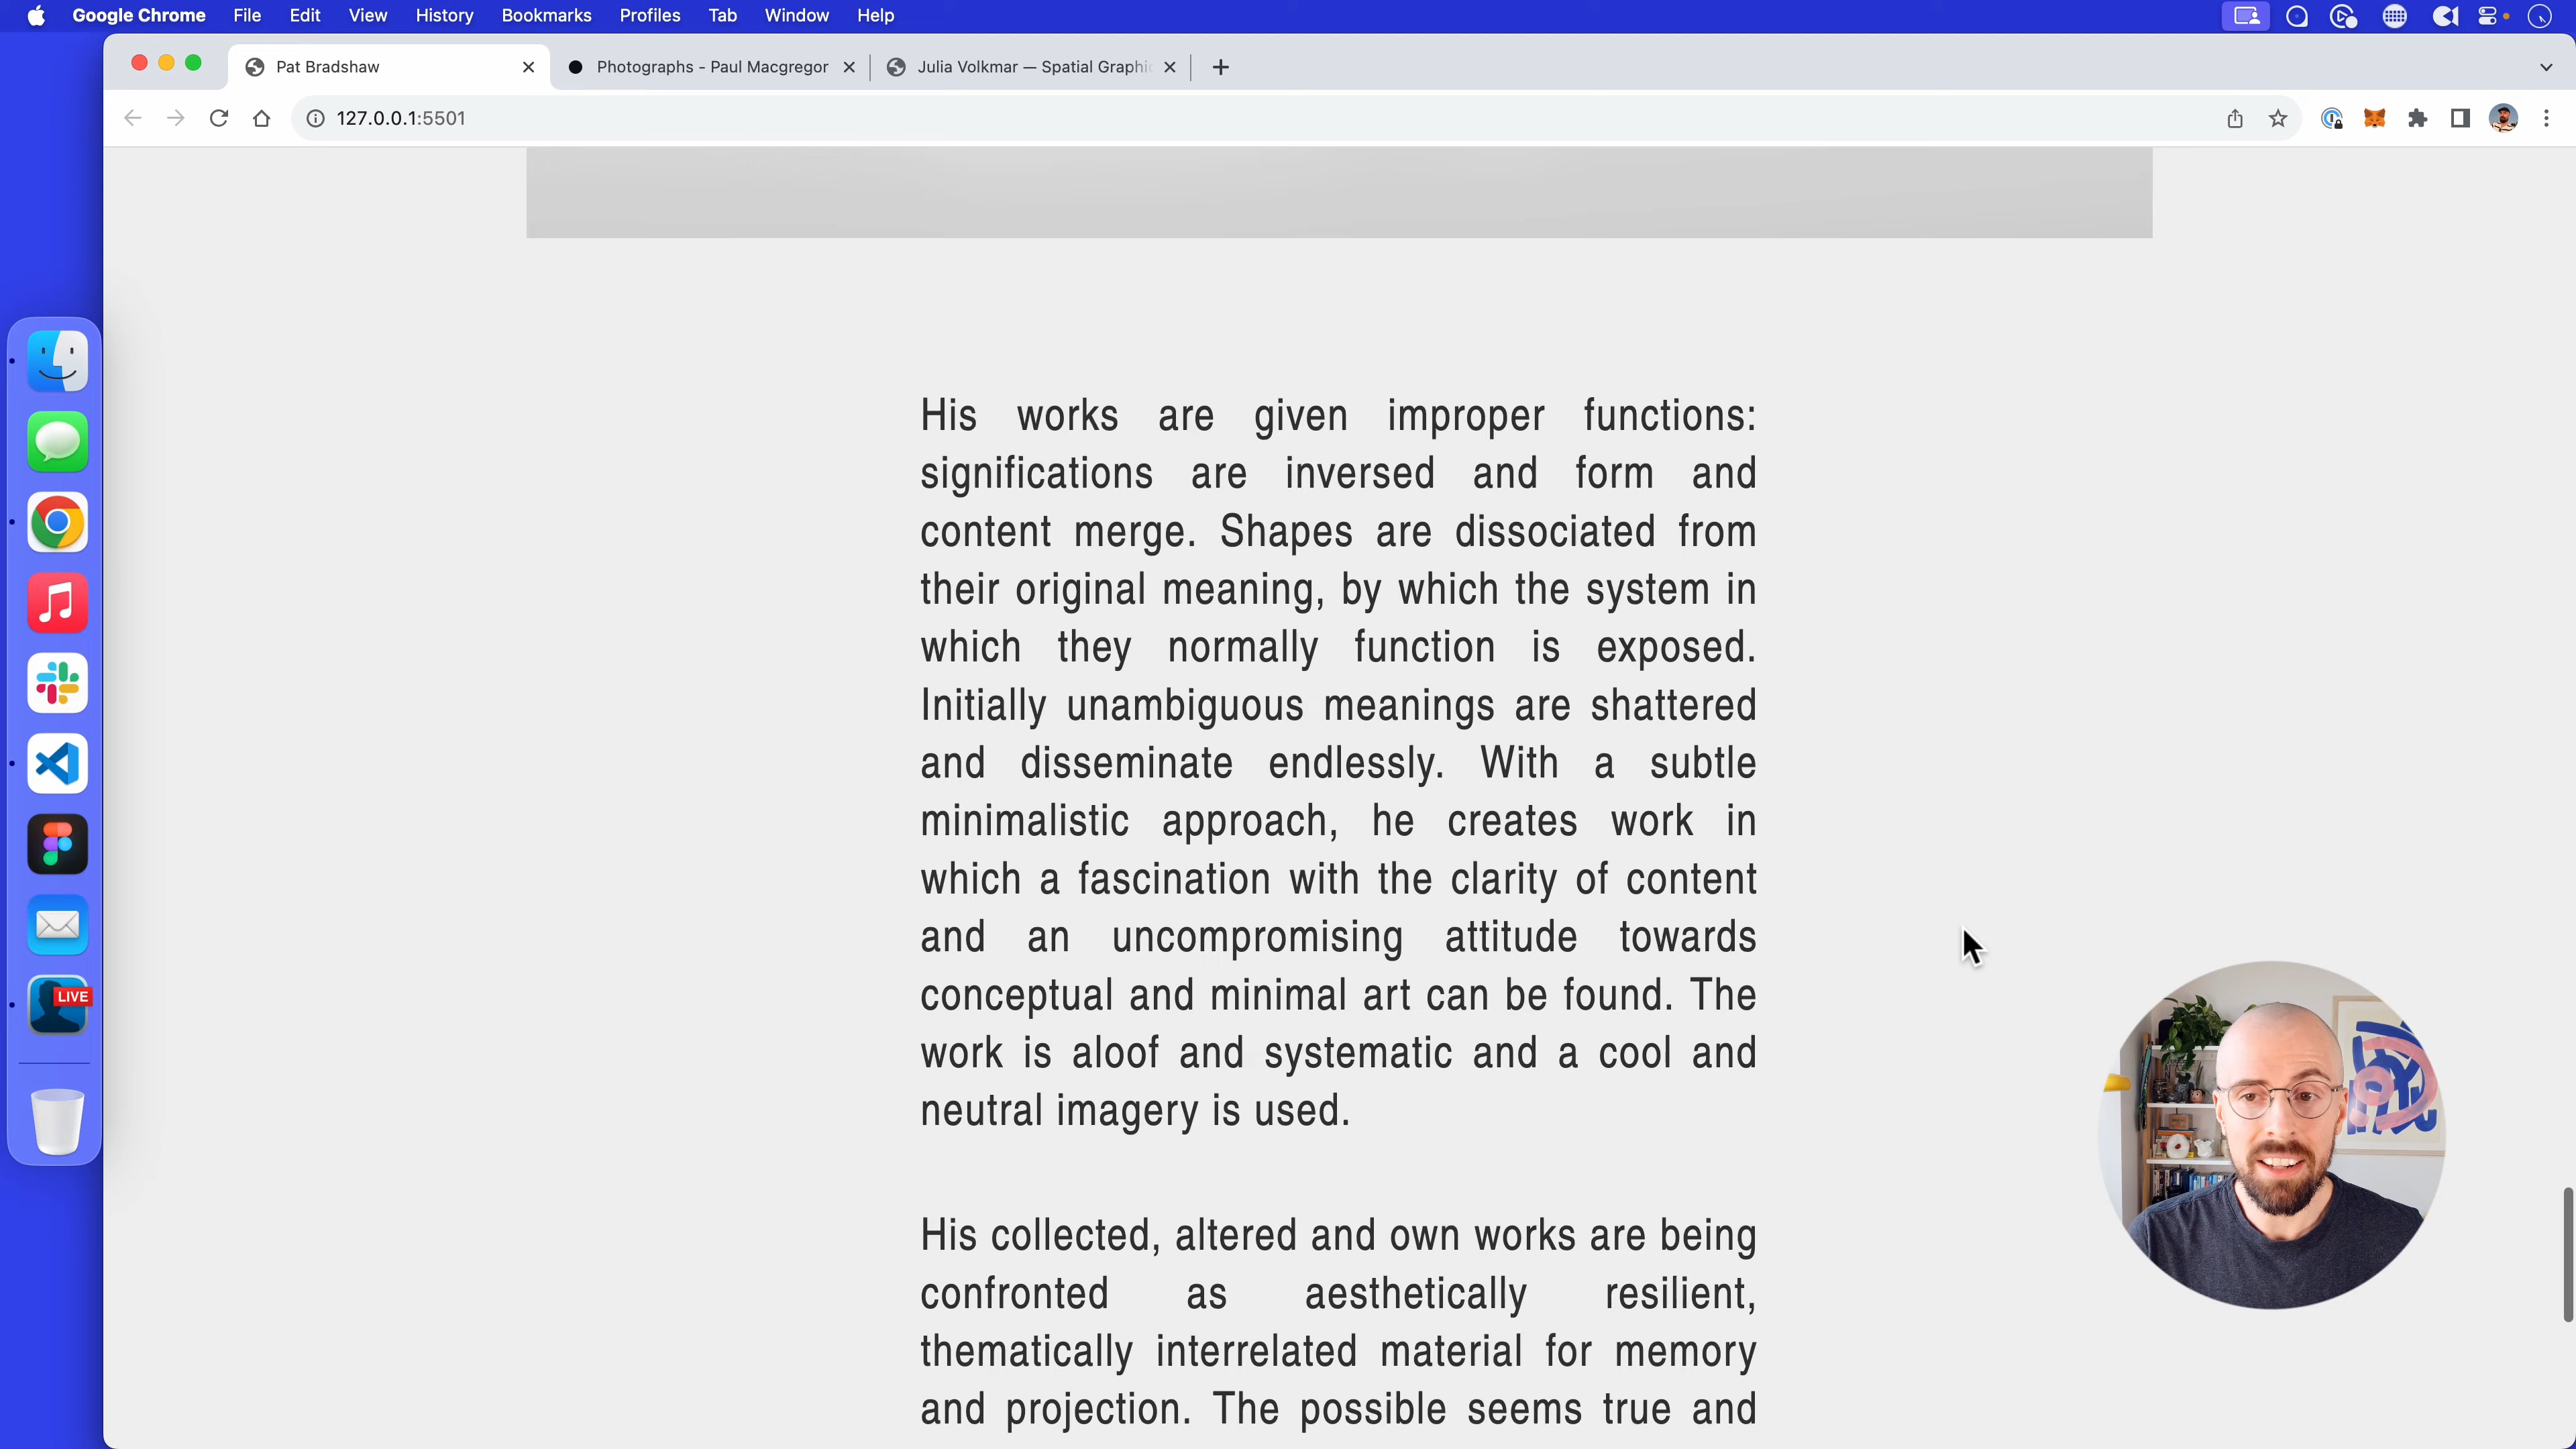 Google Chrome File Edit View History Bookmarks Profiles Tab Window Help
Pat Bradshaw
Photographs - Paul Macgregor
Julia Volkmar — Spatial Graphi
127.0.0.1:5501
His works are given improper functions:
significations are inversed and form and
content merge. Shapes are dissociated from
their original meaning, by which the system in
which they normally function is exposed.
Initially unambiguous meanings are shattered
and disseminate endlessly. With a subtle
minimalistic approach, he creates work in
which a fascination with the clarity of content
and an uncompromising attitude towards
conceptual and minimal art can be found. The
work is aloof and systematic and a cool and
neutral imagery is used.
His collected, altered and own works are being
confronted as aesthetically resilient,
thematically interrelated material for memory
and projection. The possible seems true and
LIVE